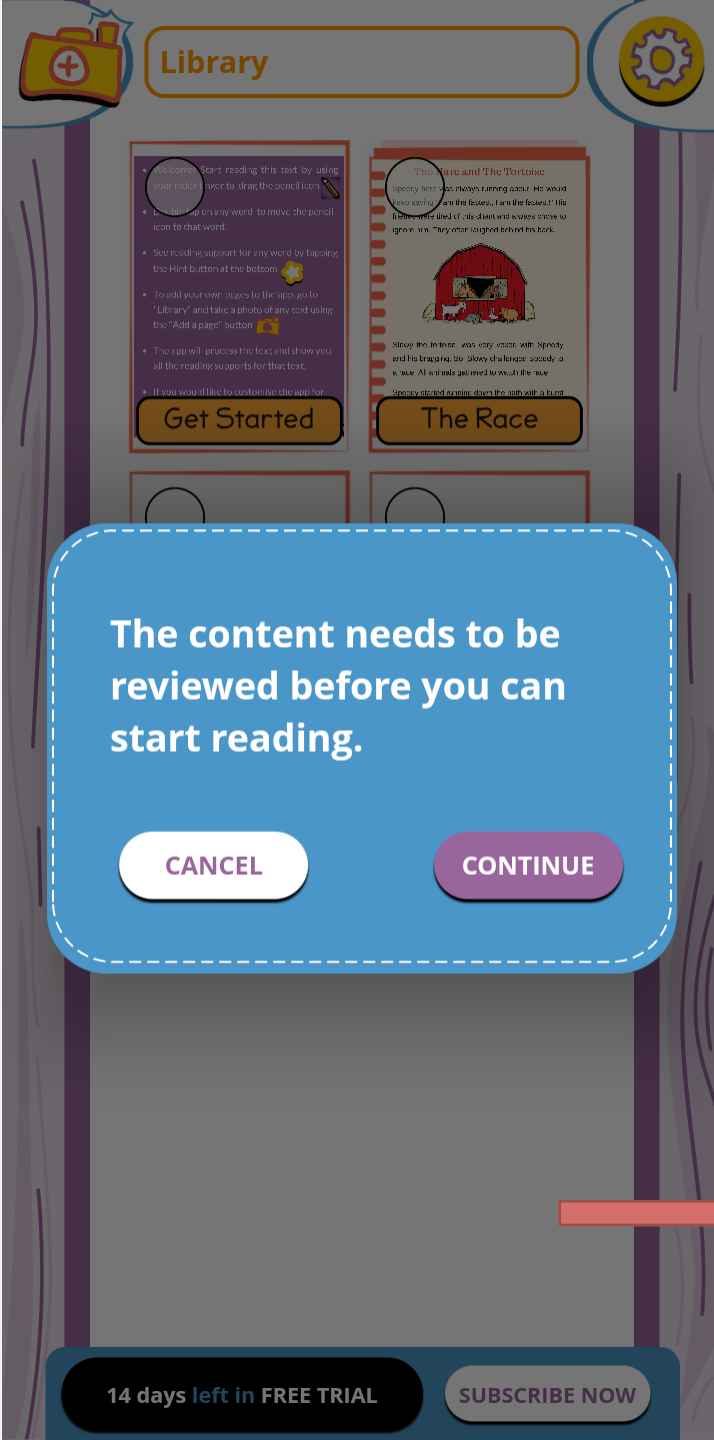 Library
Welcome! Start reading this text by using
your index finger to drag the pencil icon
Double tap on any word to move the pencil
icon to that word.
See reading support for any word by tapping
the Hint button at the bottom
To add your own pages to the app, go to
"Library" and take a photo of any text using
the "Add a page" button
The app will process the text and show you
all the reading supports for that text.
If you would like to customise the app for
Get Started
The Hare and The Tortoise
Speedy hare was always running about. He would
keep saying "I am the fastest, I am the fastest!" His
friends were tired of this chant and always chose to
ignore him. They often laughed behind his back.
Slowy the tortoise, was very vexed with Speedy
and his bragging. So, Slowy challenged Speedy to
a race. All animals gathered to watch the race.
Speedy started running down the path with a burst
The Race
The content needs to be
reviewed before you can
start reading.
CANCEL CONTINUE
14 days left in FREE TRIAL SUBSCRIBE NOW